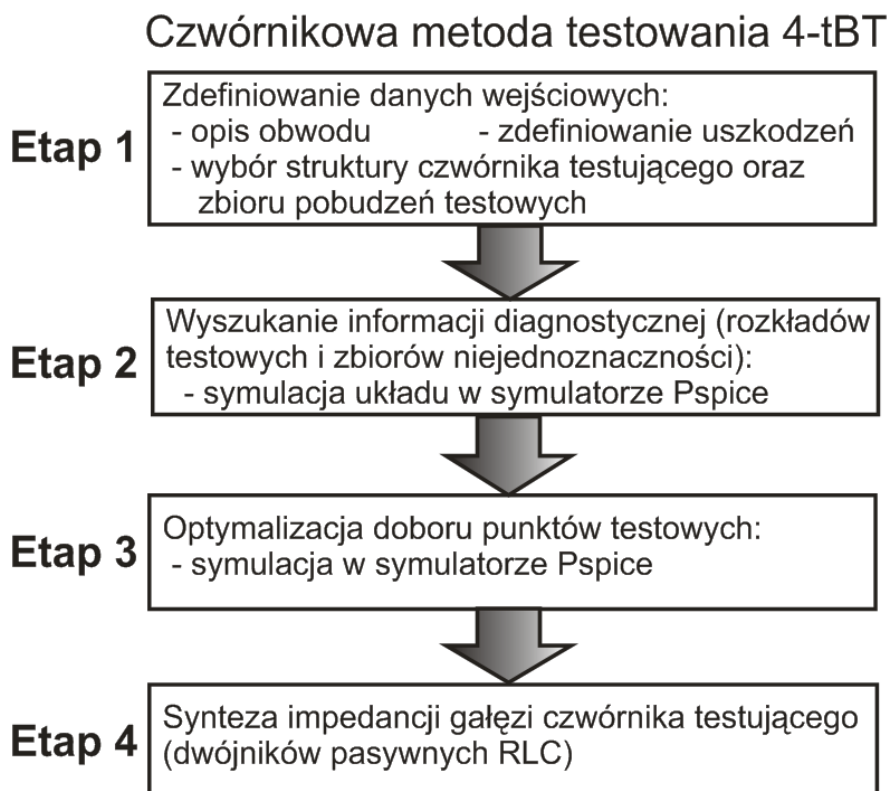 Czwórnikowa metoda testowania 4-tBT
Etap 1
Zdefiniowanie danych wejściowych:
- opis obwodu - zdefiniowanie uszkodzeń
- wybór struktury czwórnika testującego oraz
zbioru pobudzeń testowych
Etap 2
Wyszukanie informacji diagnostycznej (rozkładów
testowych i zbiorów niejednoznaczności):
- symulacja układu w symulatorze Pspice
Etap 3
Optymalizacja doboru punktów testowych:
- symulacja w symulatorze Pspice
Etap 4
Synteza impedancji gałęzi czwórnika testującego
(dwójników pasywnych RLC)